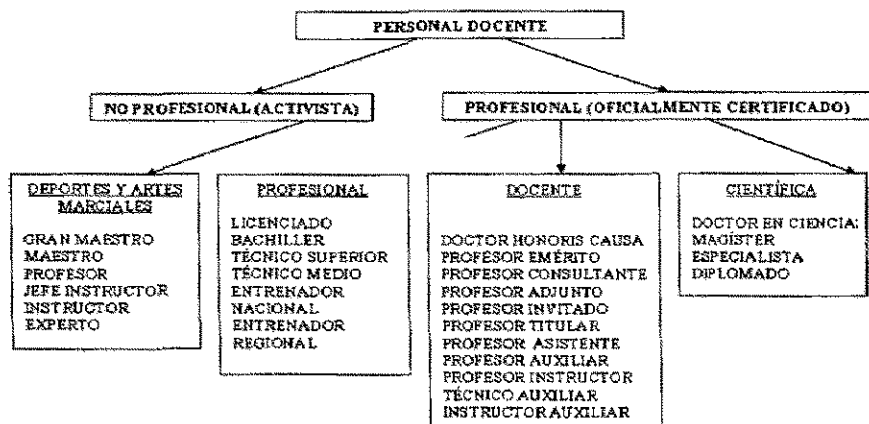 PERSONAL DOCENTE
NO PROFESIONAL (ACTIVISTA)
PROFESIONAL (OFICIALMENTE CERTIFICADO)
DEPORTES Y ARTES
MARCIALES
GRAN MAESTRO
MAESTRO
PROFESOR
JEFE INSTRUCTOR
INSTRUCTOR
EXPERTO
PROFESIONAL
LICENCIADO
BACHILLER
TÉCNICO SUPERIOR
TÉCNICO MEDIO
ENTRENADOR
NACIONAL
ENTRENADOR
REGIONAL
DOCENTE
DOCTOR HONORIS CAUSA
PROFESOR EMÉRITO
PROFESOR CONSULTANTE
PROFESOR ADJUNTO
PROFESOR INVITADO
PROFESOR TITULAR
PROFESOR ASISTENTE
PROFESOR AUXILIAR
PROFESOR INSTRUCTOR
TÉCNICO AUXILIAR
INSTRUCTOR AUXILIAR
CIENTÍFICA
DOCTOR EN CIENCIA:
MAGÍSTER
ESPECIALISTA
DIPLOMADO